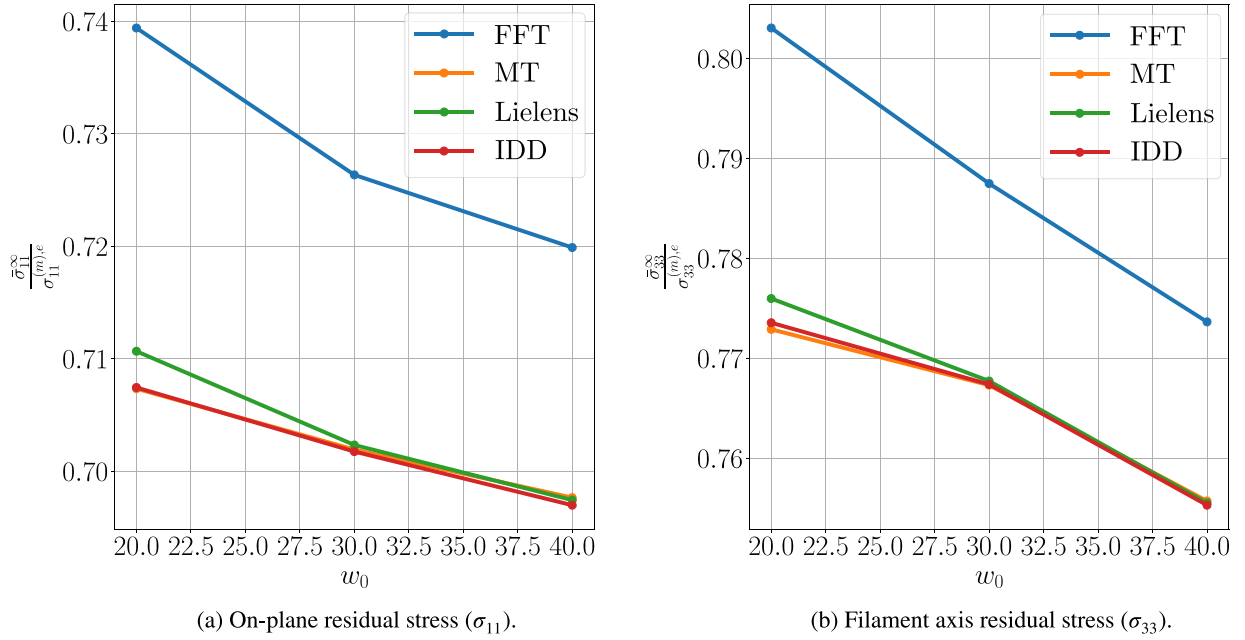 0.74
0.73
0.72
0.71
0.70
σ̄₁₁^∞ / σ₁₁^(m),e
FFT
MT
Lielens
IDD
20.0 22.5 25.0 27.5 30.0 32.5 35.0 37.5 40.0
w₀
(a) On-plane residual stress (σ₁₁).
0.80
0.79
0.78
0.77
0.76
σ̄₃₃^∞ / σ₃₃^(m),e
FFT
MT
Lielens
IDD
20.0 22.5 25.0 27.5 30.0 32.5 35.0 37.5 40.0
w₀
(b) Filament axis residual stress (σ₃₃).